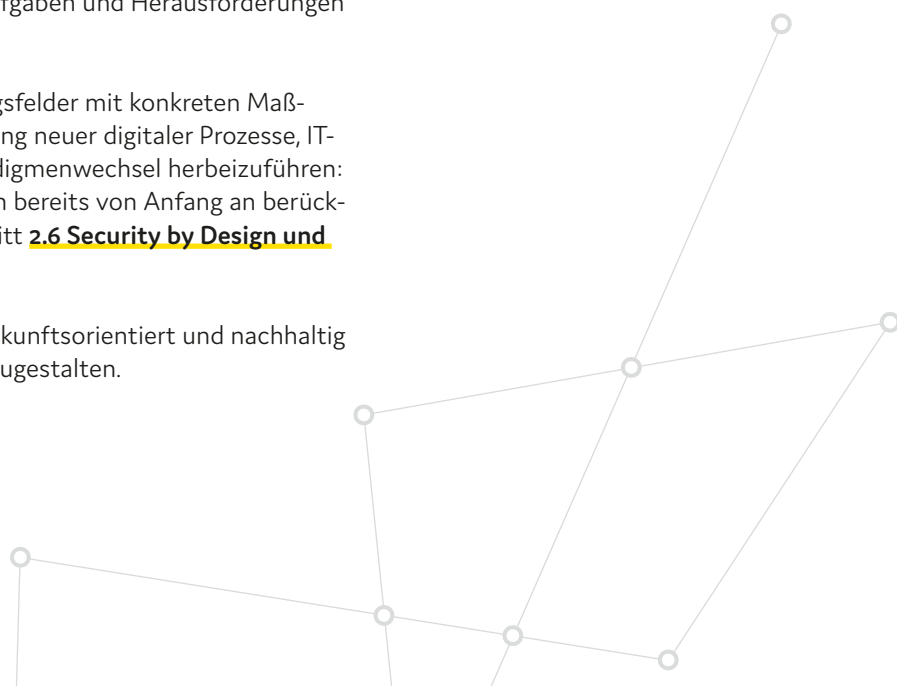 fgaben und Herausforderungen
gsfelder mit konkreten Maß-
ng neuer digitaler Prozesse, IT-
digmenwechsel herbeizuführen:
n bereits von Anfang an berück-
itt 2.6 Security by Design und
kunftsorientiert und nachhaltig
ugestalten.